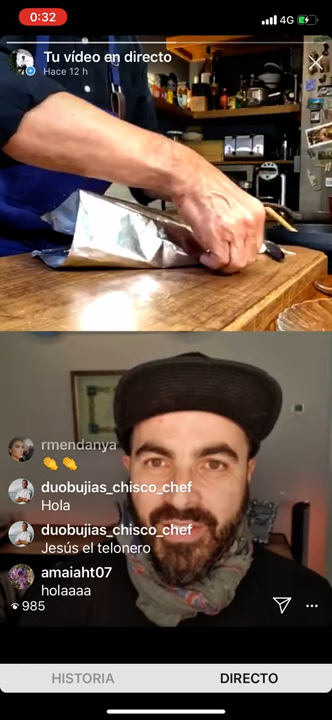 0:32
4G
Tu vídeo en directo
Hace 12 h
rmendanya
👏👏
duobujias_chisco_chef
Hola
duobujias_chisco_chef
Jesús el telonero
amaiaht07
holaaaa
985
HISTORIA
DIRECTO